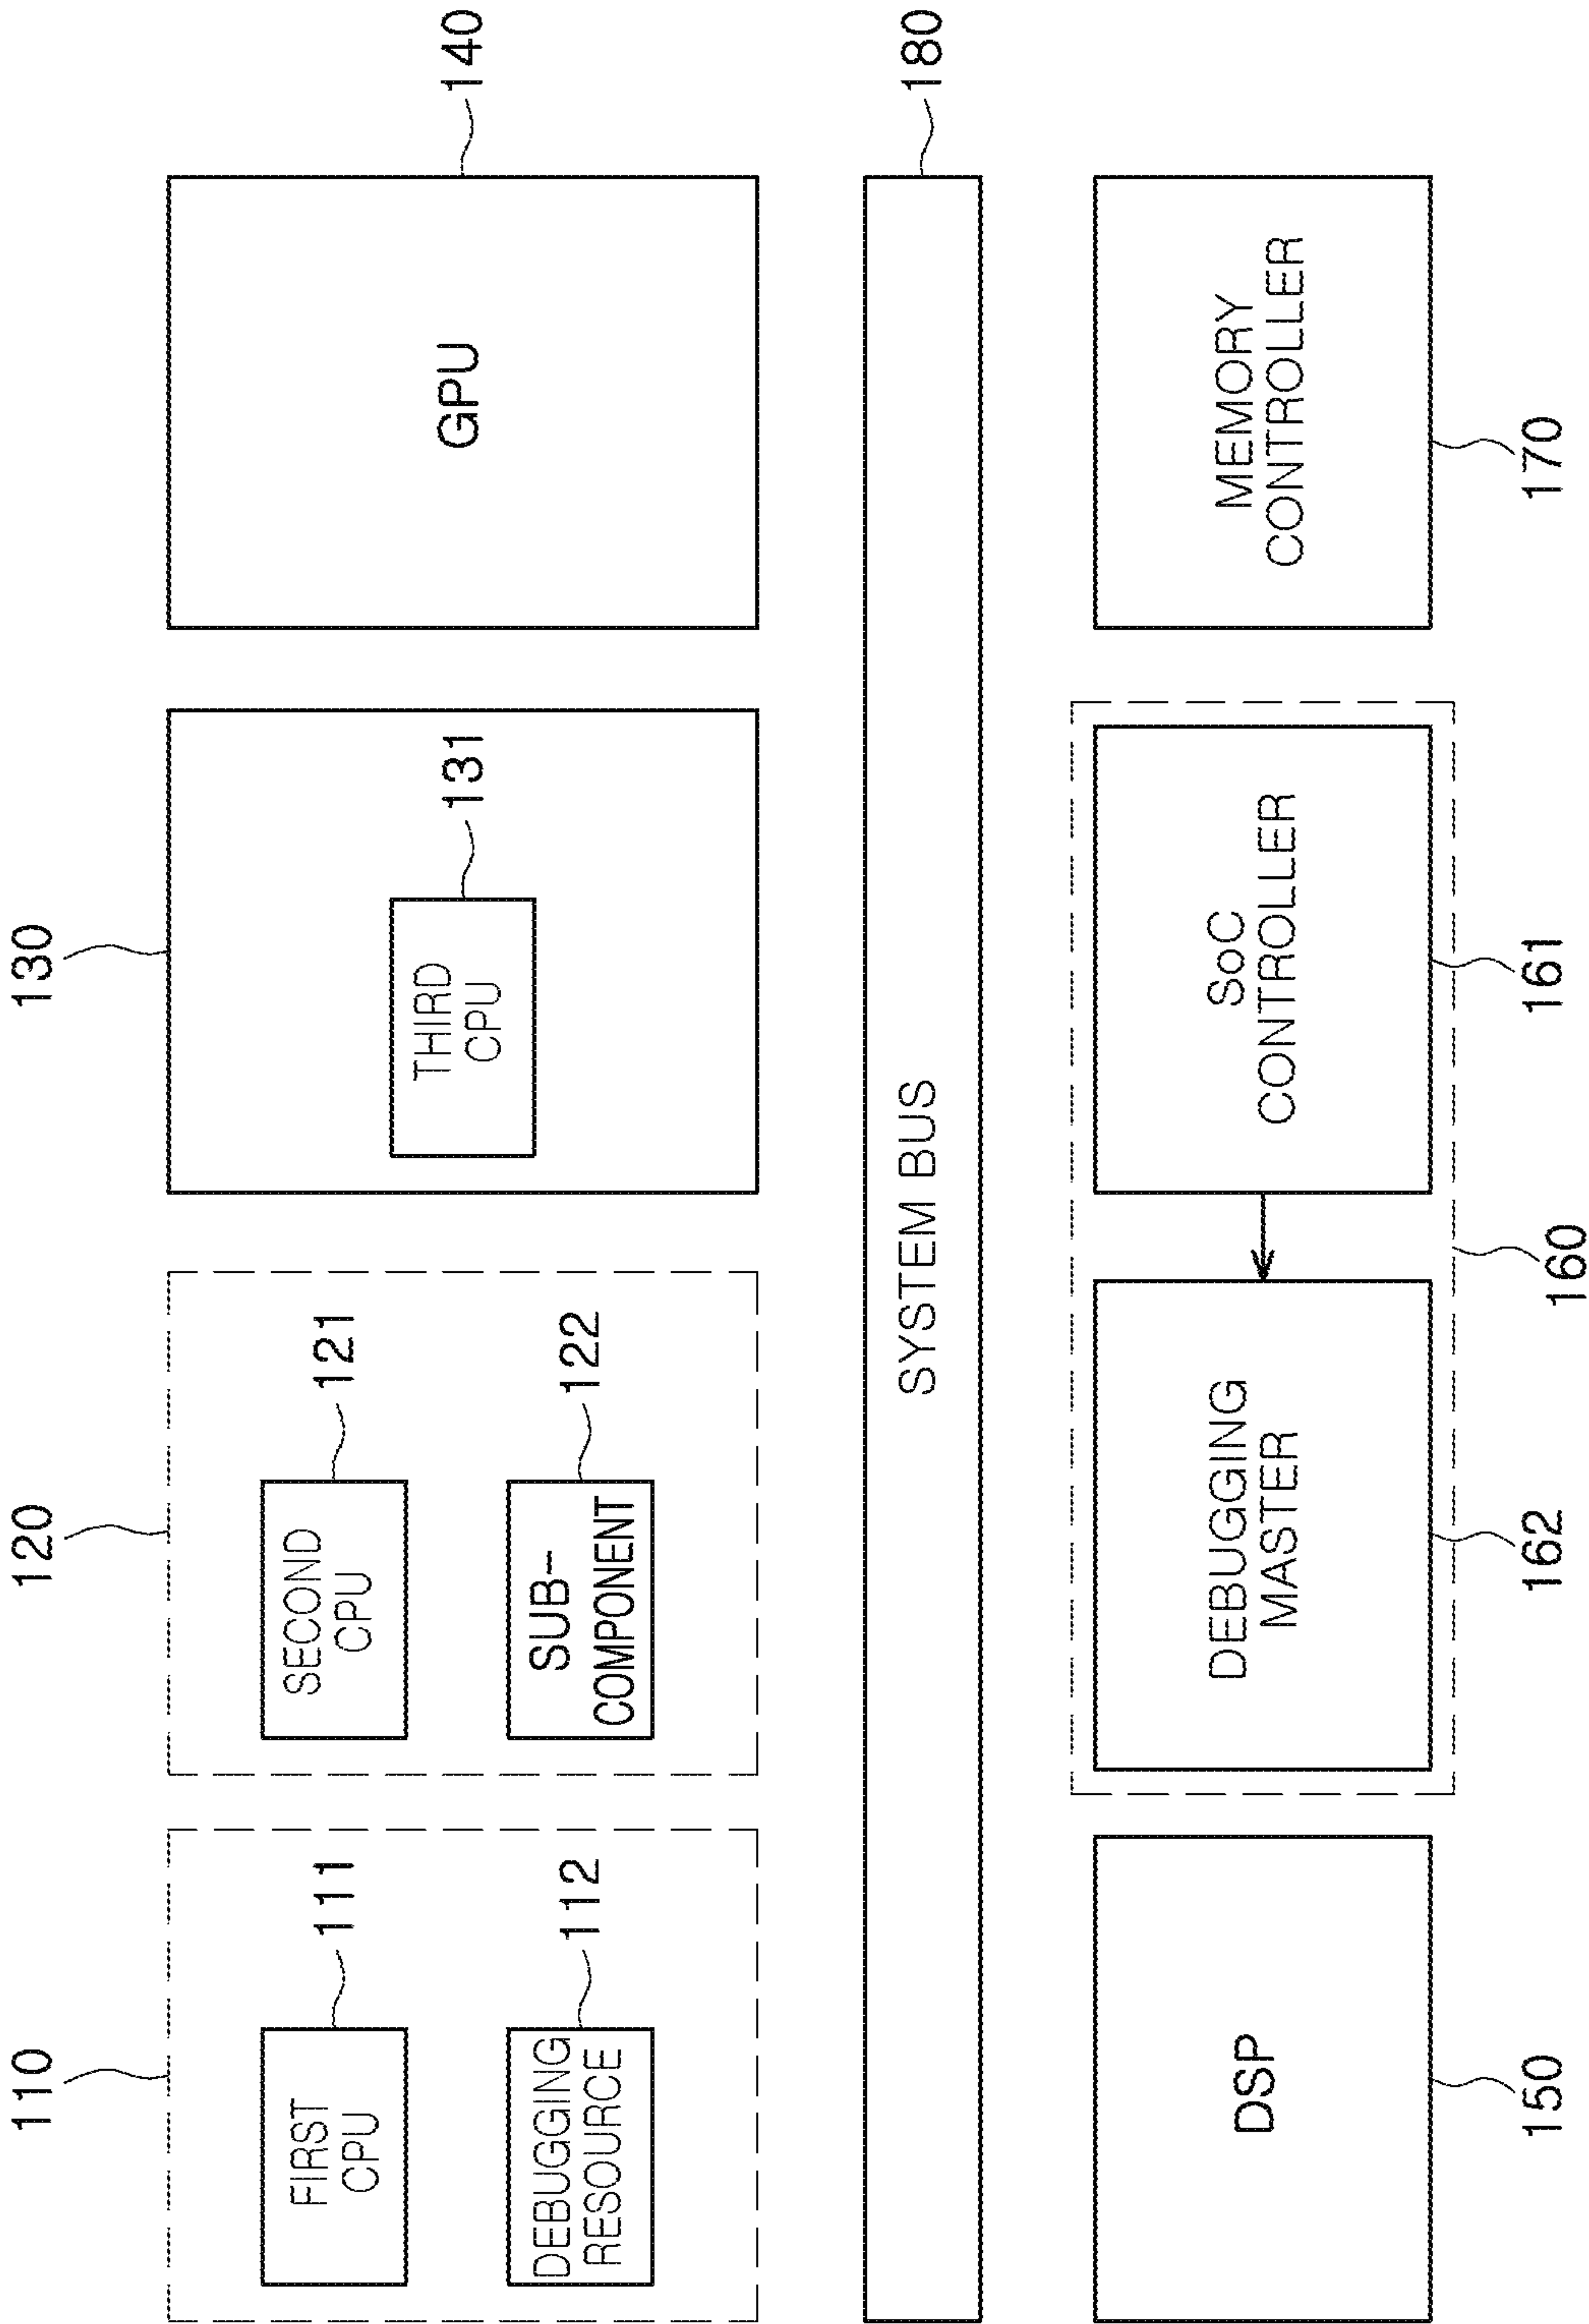 110
120
130
FIRST
CPU
111
DEBUGGING
RESOURCE
112
SECOND
CPU
121
SUB-
COMPONENT
122
THIRD
CPU
131
GPU
140
SYSTEM BUS
180
DSP
150
DEBUGGING
MASTER
162
SoC
CONTROLLER
161
160
MEMORY
CONTROLLER
170